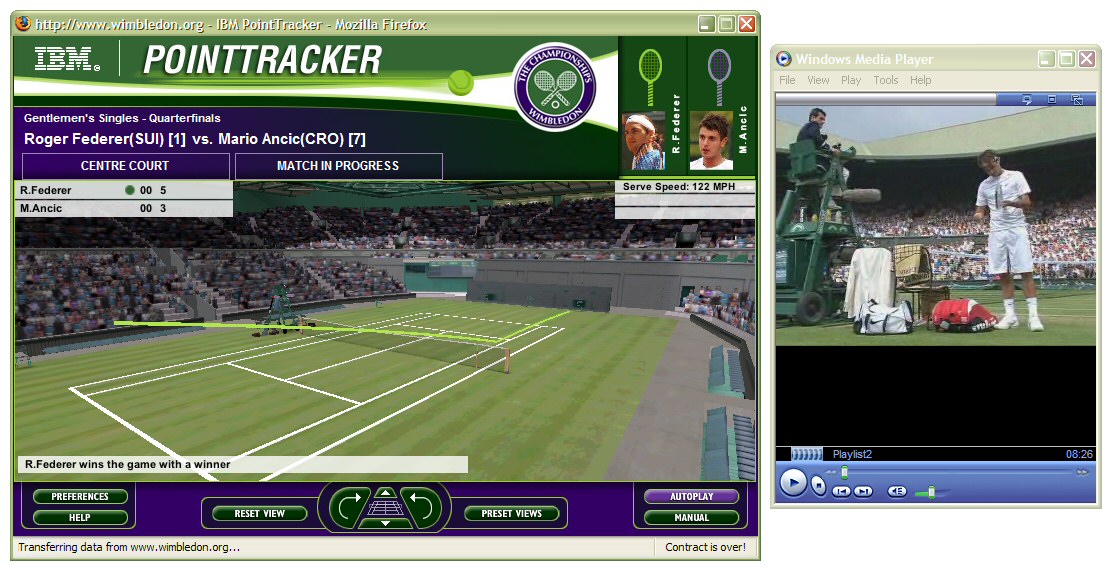 http://www.wimbledon.org - IBM PointTracker - Mozilla Firefox
IBM®
POINTTRACKER
THE CHAMPIONSHIPS
WIMBLEDON
R.Federer
M.Ancic
Gentlemen's Singles - Quarterfinals
Roger Federer(SUI) [1] vs. Mario Ancic(CRO) [7]
CENTRE COURT
MATCH IN PROGRESS
R.Federer 00 5
M.Ancic 00 3
Serve Speed: 122 MPH
R.Federer wins the game with a winner
PREFERENCES
HELP
RESET VIEW
PRESET VIEWS
AUTOPLAY
MANUAL
Transferring data from www.wimbledon.org...
Contract is over!
Windows Media Player
File View Play Tools Help
Playlist2
08:26